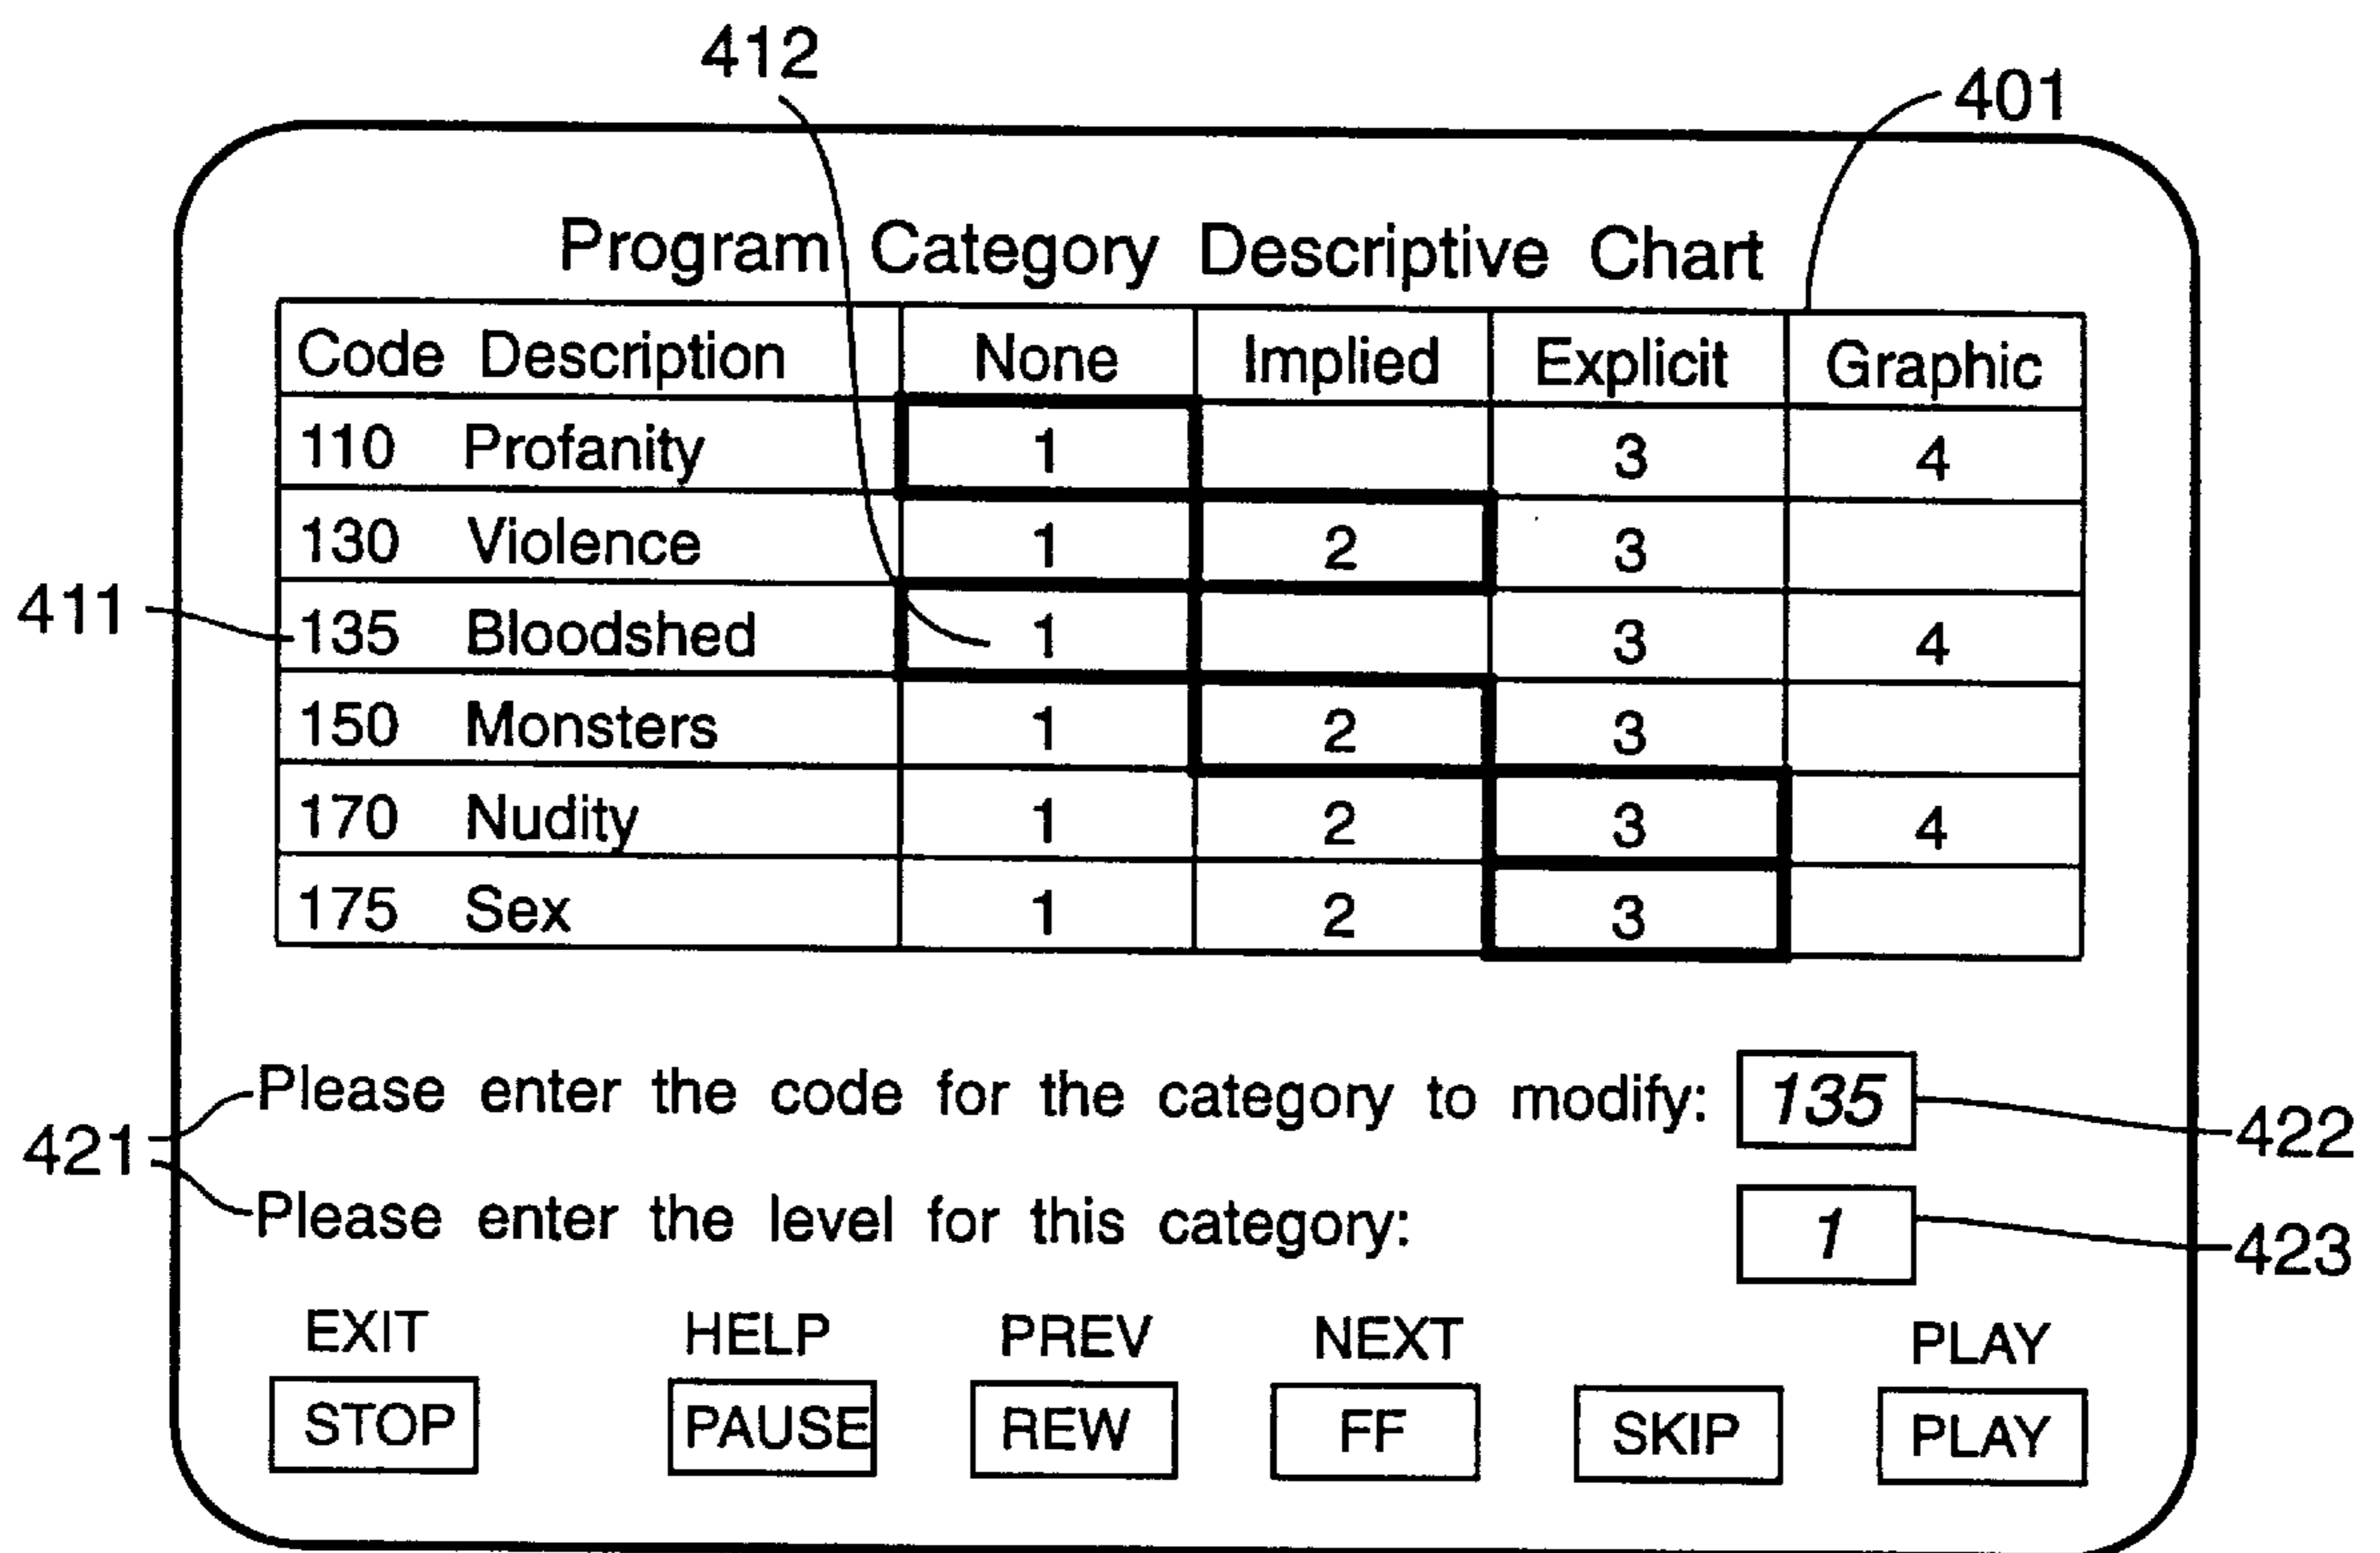 412
401
Program Category Descriptive Chart
Code Description None Implied Explicit Graphic
110 Profanity 1 3 4
130 Violence 1 2 3
411
135 Bloodshed 1 3 4
150 Monsters 1 2 3
170 Nudity 1 2 3 4
175 Sex 1 2 3
Please enter the code for the category to modify: 135
421
422
Please enter the level for this category: 1
423
EXIT HELP PREV NEXT PLAY
STOP PAUSE REW FF SKIP PLAY